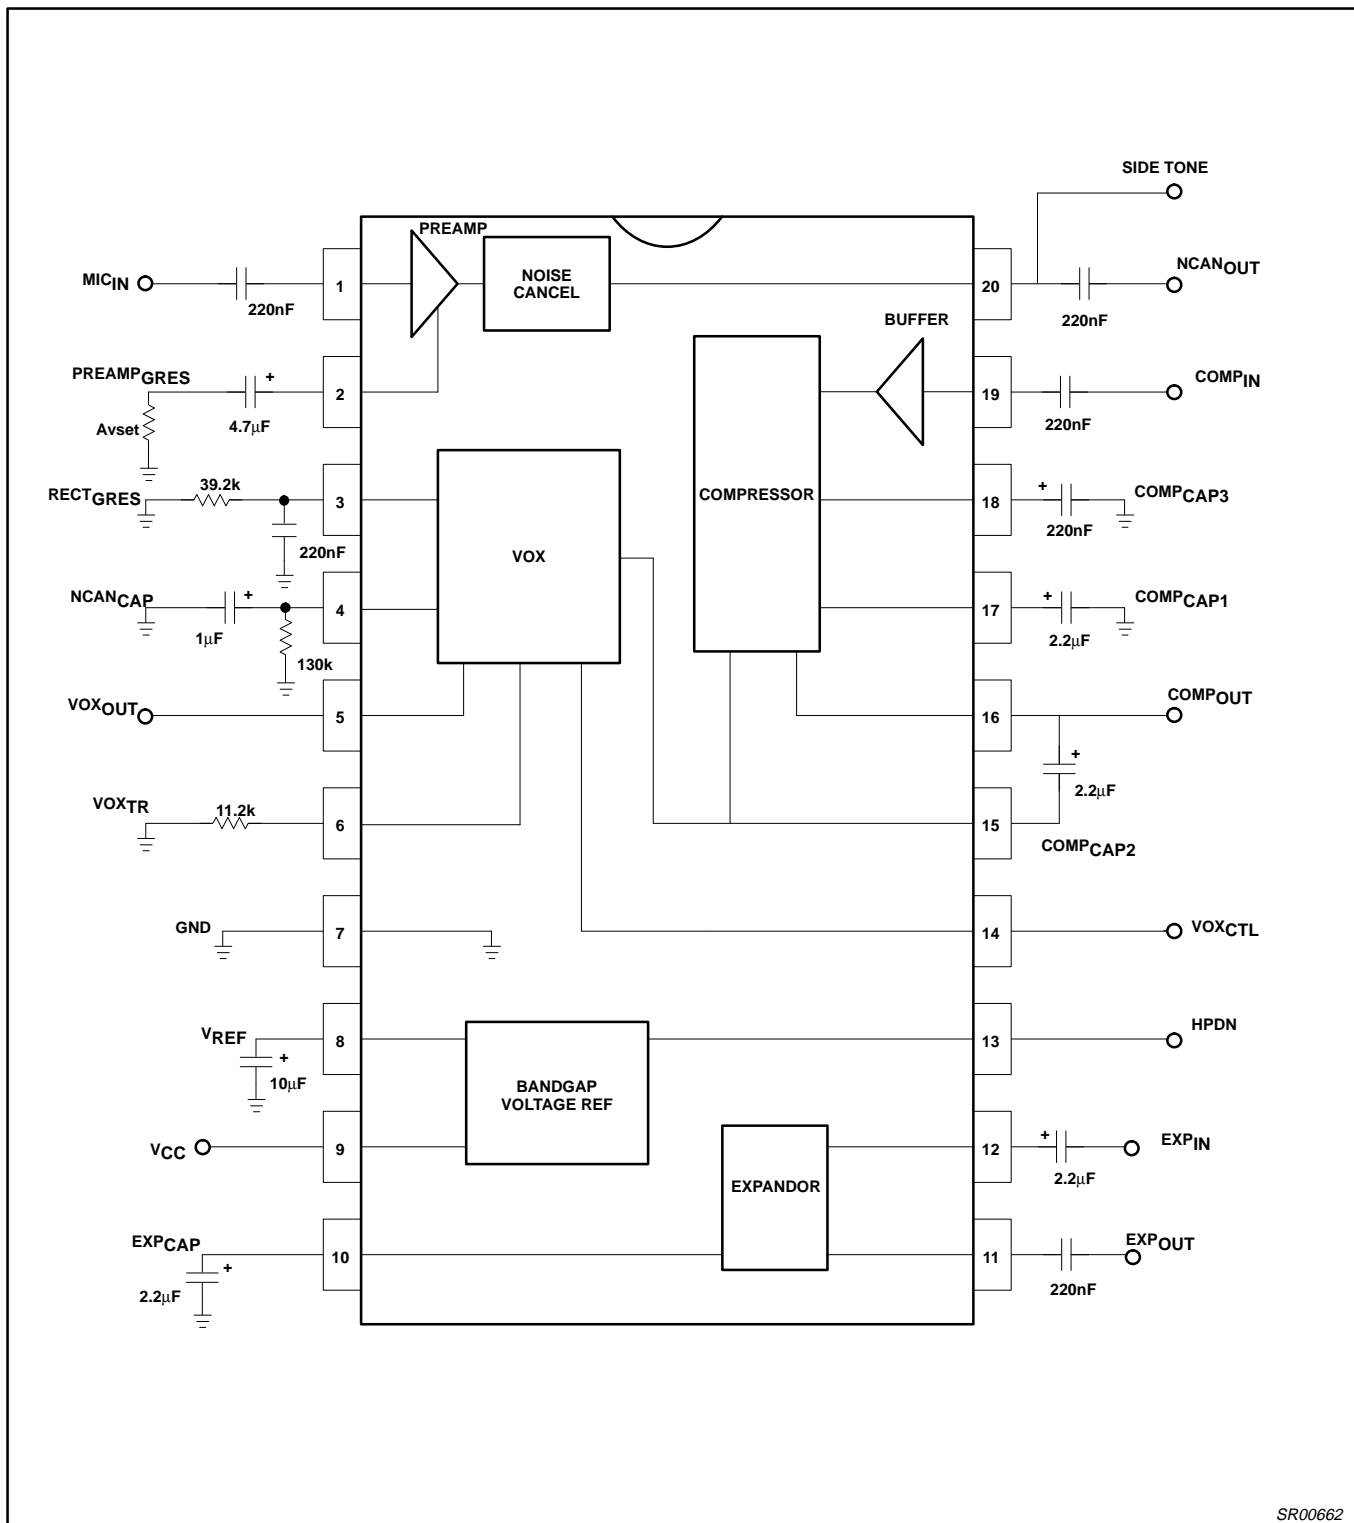 SIDE TONE
PREAMP
MICIN
220nF
1
NOISE
CANCEL
20
NCANOUT
220nF
BUFFER
PREAMPGRES
Avset
+
4.7µF
2
19
COMPIN
220nF
RECTGRES
39.2k
220nF
3
VOX
COMPRESSOR
18
+
220nF
COMPCAP3
NCANCAP
+
1µF
130k
4
17
+
2.2µF
COMPCAP1
VOXOUT
5
16
COMPOUT
+
2.2µF
VOXTR
11.2k
6
15
COMPCAP2
GND
7
14
VOXCTL
VREF
+
10µF
8
BANDGAP
VOLTAGE REF
13
HPDN
VCC
9
12
+
2.2µF
EXPIN
EXPANDOR
EXPCAP
+
2.2µF
10
11
220nF
EXPOUT
SR00662